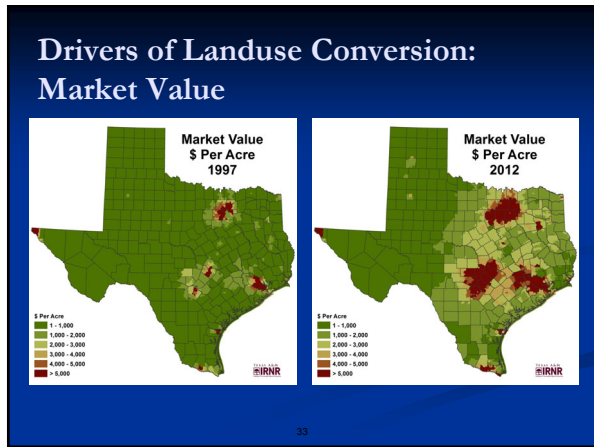 Drivers of Landuse Conversion:
Market Value
Market Value
$ Per Acre
1997
$ Per Acre
1 - 1,000
1,000 - 2,000
2,000 - 3,000
3,000 - 4,000
4,000 - 5,000
> 5,000
TEXAS A&M
IRNR
Market Value
$ Per Acre
2012
$ Per Acre
1 - 1,000
1,000 - 2,000
2,000 - 3,000
3,000 - 4,000
4,000 - 5,000
> 5,000
TEXAS A&M
IRNR
33